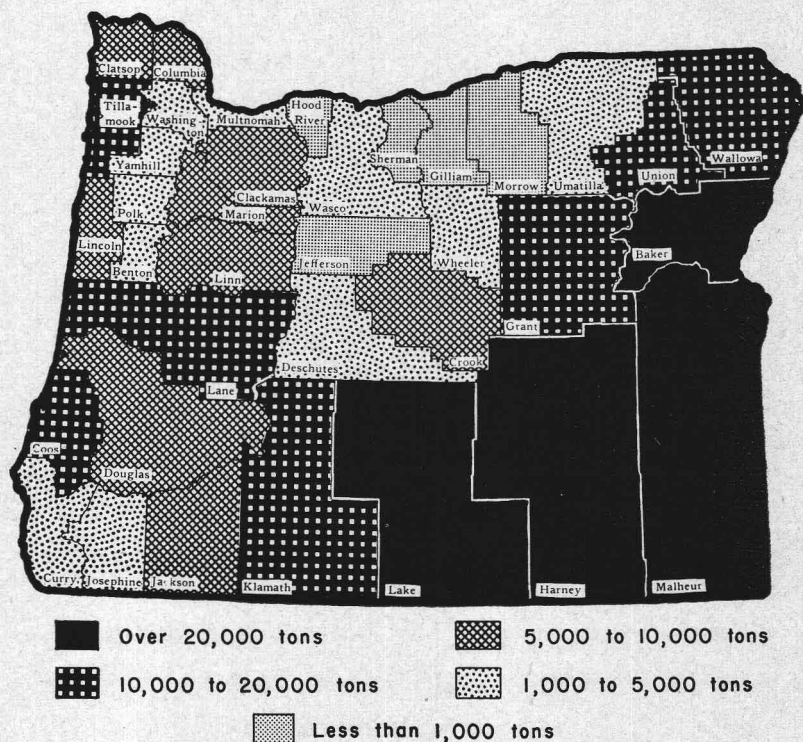 Clatsop
Columbia
Tilla-
mook
Washing
ton
Multnomah
Hood
River
Sherman
Gilliam
Morrow
Umatilla
Union
Wallowa
Yamhill
Clackamas
Polk
Marion
Wasco
Lincoln
Benton
Linn
Jefferson
Wheeler
Baker
Grant
Lane
Deschutes
Crook
Coos
Douglas
Curry
Josephine
Jackson
Klamath
Lake
Harney
Malheur
Over 20,000 tons
5,000 to 10,000 tons
10,000 to 20,000 tons
1,000 to 5,000 tons
Less than 1,000 tons